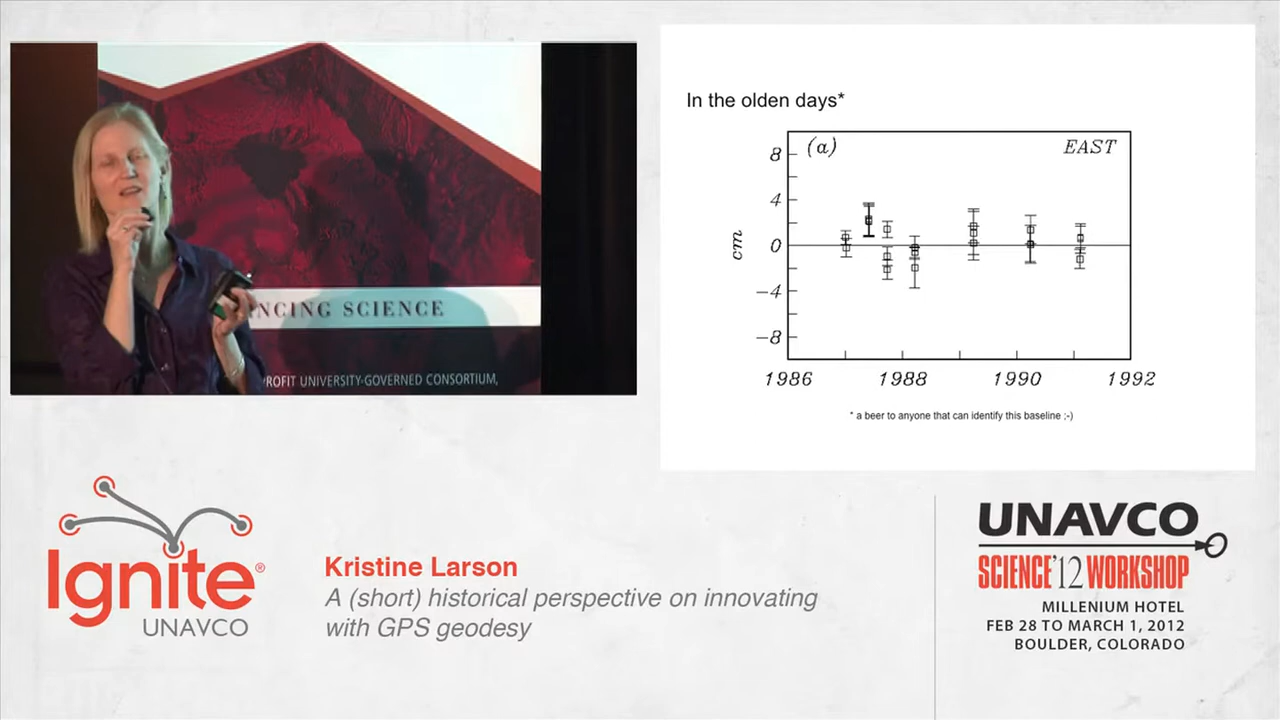 NCING SCIENCE
ROFIT UNIVERSITY-GOVERNED CONSORTIUM,
In the olden days*
(a)
EAST
8
4
0
−4
−8
cm
1986 1988 1990 1992
* a beer to anyone that can identify this baseline ;-)
Ignite®
UNAVCO
Kristine Larson
A (short) historical perspective on innovating
with GPS geodesy
UNAVCO
SCIENCE'12 WORKSHOP
MILLENIUM HOTEL
FEB 28 TO MARCH 1, 2012
BOULDER, COLORADO